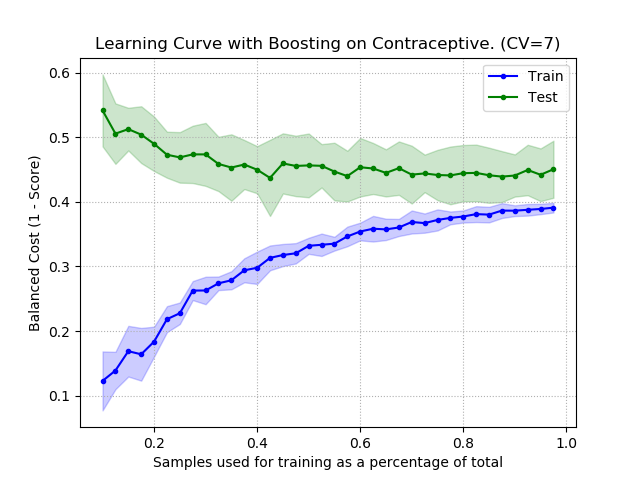 Learning Curve with Boosting on Contraceptive. (CV=7)
Train
Test
Balanced Cost (1 - Score)
0.6
0.5
0.4
0.3
0.2
0.1
0.2 0.4 0.6 0.8 1.0
Samples used for training as a percentage of total